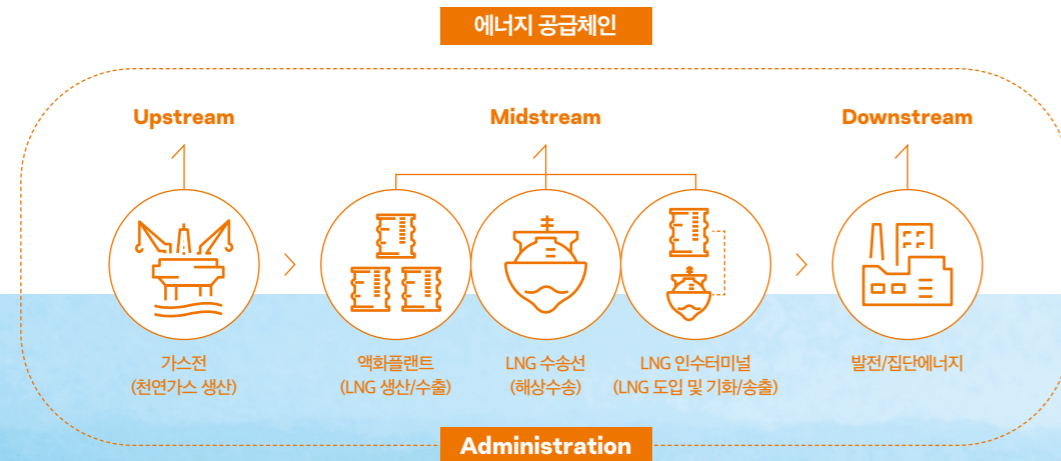 에너지 공급체인
Upstream
Midstream
Downstream
가스전
(천연가스 생산)
액화플랜트
(LNG 생산/수출)
LNG 수송선
(해상수송)
LNG 인수터미널
(LNG 도입 및 기화/송출)
발전/집단에너지
Administration